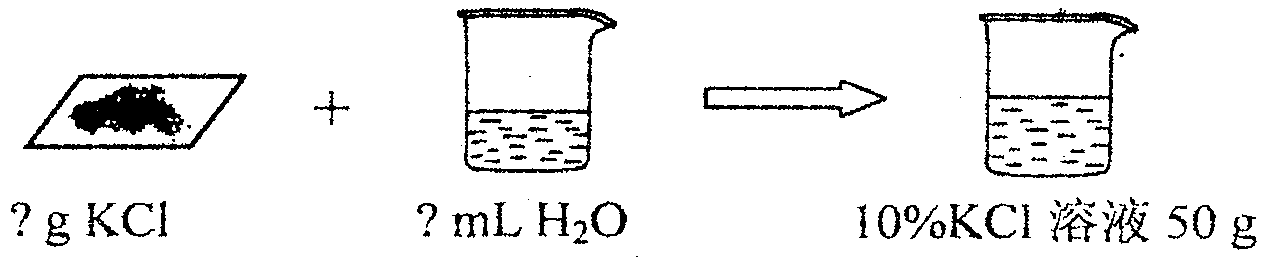 +
? g KCl ? mL H₂O 10%KCl 溶液 50 g